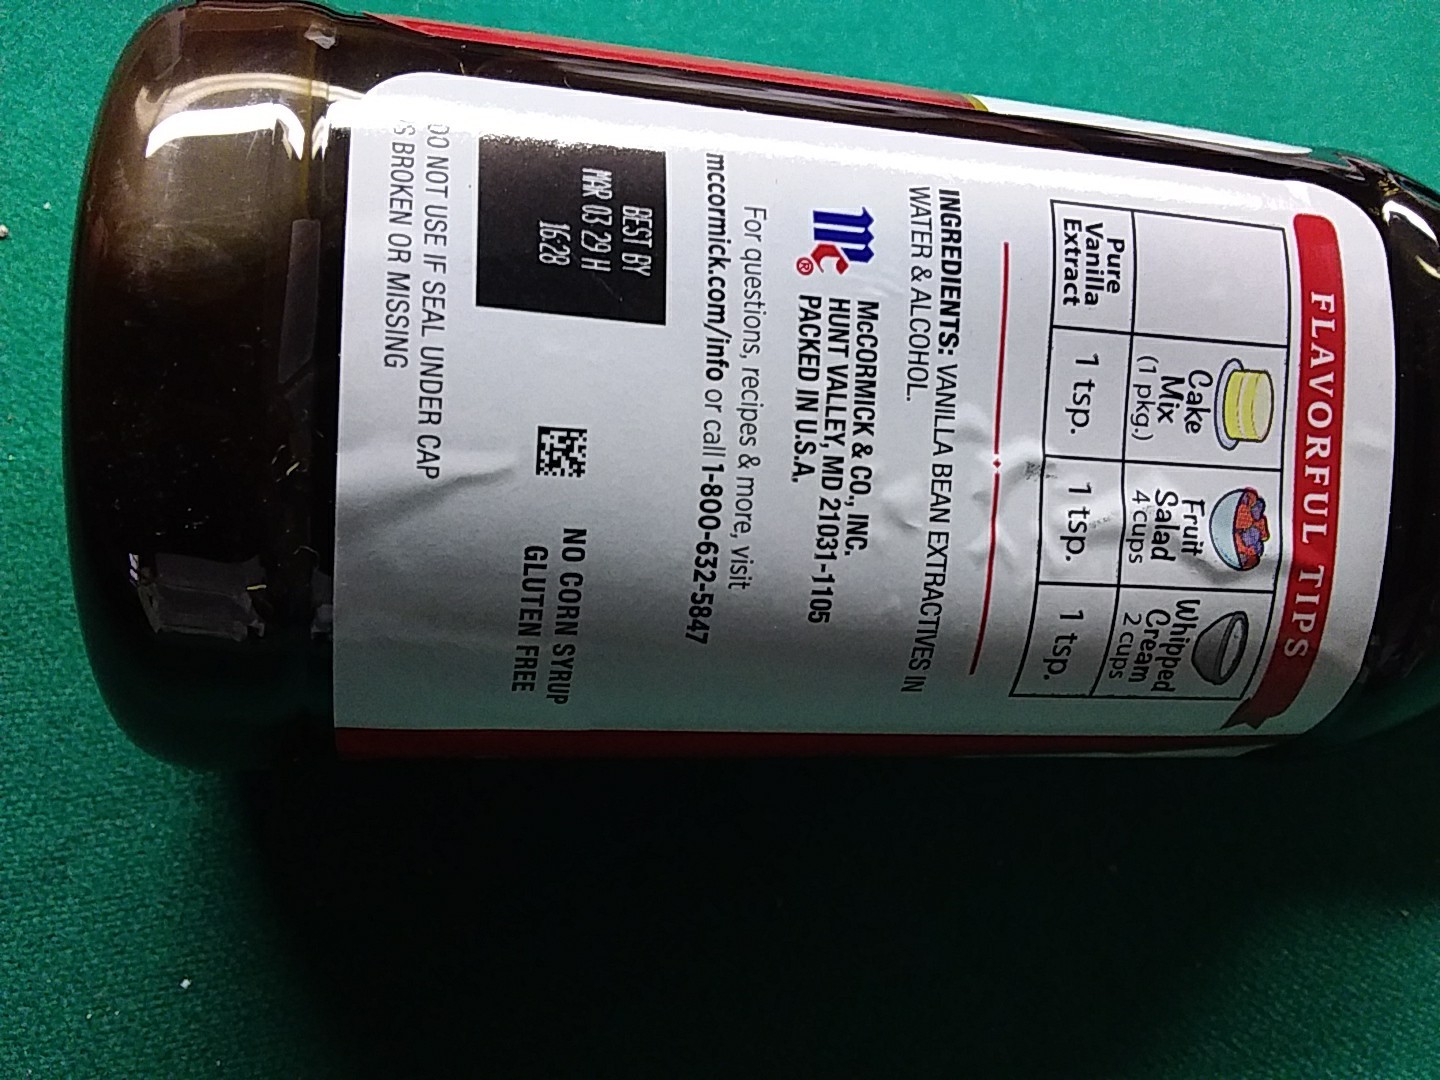 FLAVORFUL TIPS
Cake
Mix
(1 pkg.)
Fruit
Salad
4 cups
Whipped
Cream
2 cups
Pure
Vanilla
Extract
1 tsp.
1 tsp.
1 tsp.
INGREDIENTS: VANILLA BEAN EXTRACTIVES IN
WATER & ALCOHOL.
mc®
McCORMICK & CO., INC.
HUNT VALLEY, MD 21031-1105
PACKED IN U.S.A.
For questions, recipes & more, visit
mccormick.com/info or call 1-800-632-5847
BEST BY
MAR 03 29 H
16:28
NO CORN SYRUP
GLUTEN FREE
DO NOT USE IF SEAL UNDER CAP
IS BROKEN OR MISSING